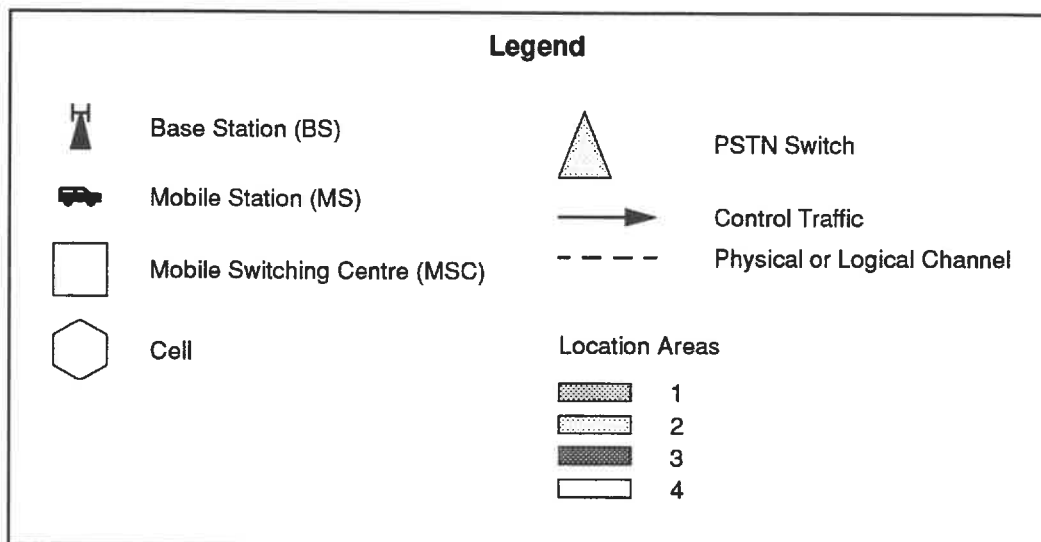 Legend
Base Station (BS)
Mobile Station (MS)
Mobile Switching Centre (MSC)
Cell
PSTN Switch
Control Traffic
Physical or Logical Channel
Location Areas
1
2
3
4